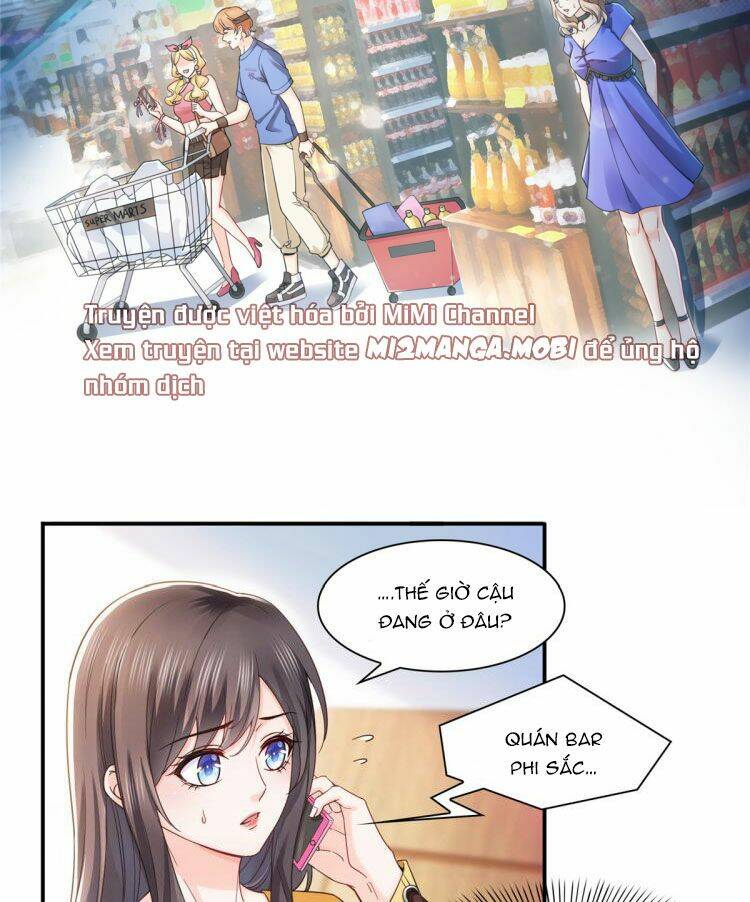 SUPER MARTS
Truyện được việt hóa bởi MiMi Channel
Xem truyện tại website MI2MANGA.MOBI để ủng hộ
nhóm dịch
....THẾ GIỜ CẬU
ĐANG Ở ĐÂU?
QUÁN BAR
PHI SẮC...